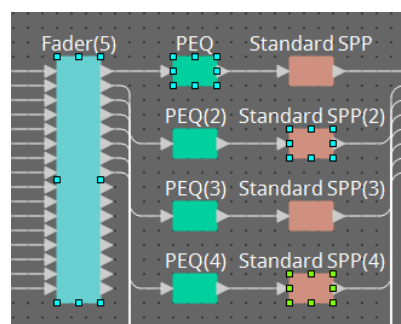 Fader(5) PEQ Standard SPP
PEQ(2) Standard SPP(2)
PEQ(3) Standard SPP(3)
PEQ(4) Standard SPP(4)